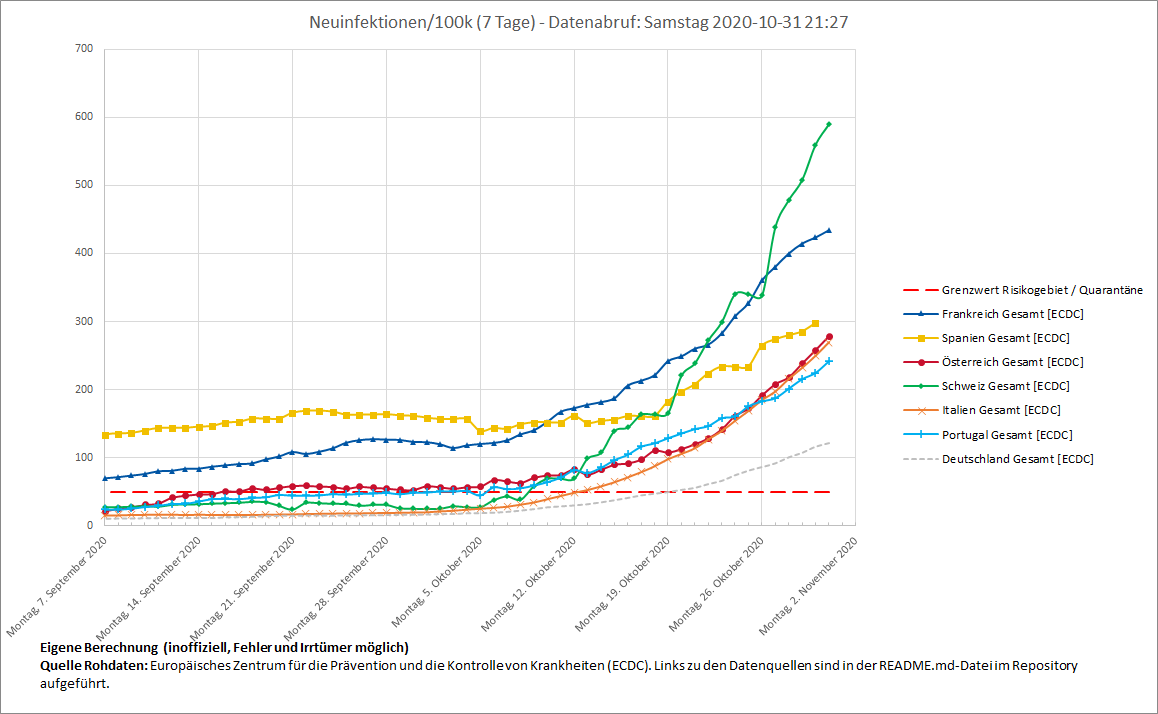 Neuinfektionen/100k (7 Tage) - Datenabruf: Samstag 2020-10-31 21:27
700
600
500
400
300
200
100
0
Montag, 7. September 2020
Montag, 14. September 2020
Montag, 21. September 2020
Montag, 28. September 2020
Montag, 5. Oktober 2020
Montag, 12. Oktober 2020
Montag, 19. Oktober 2020
Montag, 26. Oktober 2020
Montag, 2. November 2020
Grenzwert Risikogebiet / Quarantäne
Frankreich Gesamt [ECDC]
Spanien Gesamt [ECDC]
Österreich Gesamt [ECDC]
Schweiz Gesamt [ECDC]
Italien Gesamt [ECDC]
Portugal Gesamt [ECDC]
Deutschland Gesamt [ECDC]
Eigene Berechnung (inoffiziell, Fehler und Irrtümer möglich)
Quelle Rohdaten: Europäisches Zentrum für die Prävention und die Kontrolle von Krankheiten (ECDC). Links zu den Datenquellen sind in der README.md-Datei im Repository
aufgeführt.